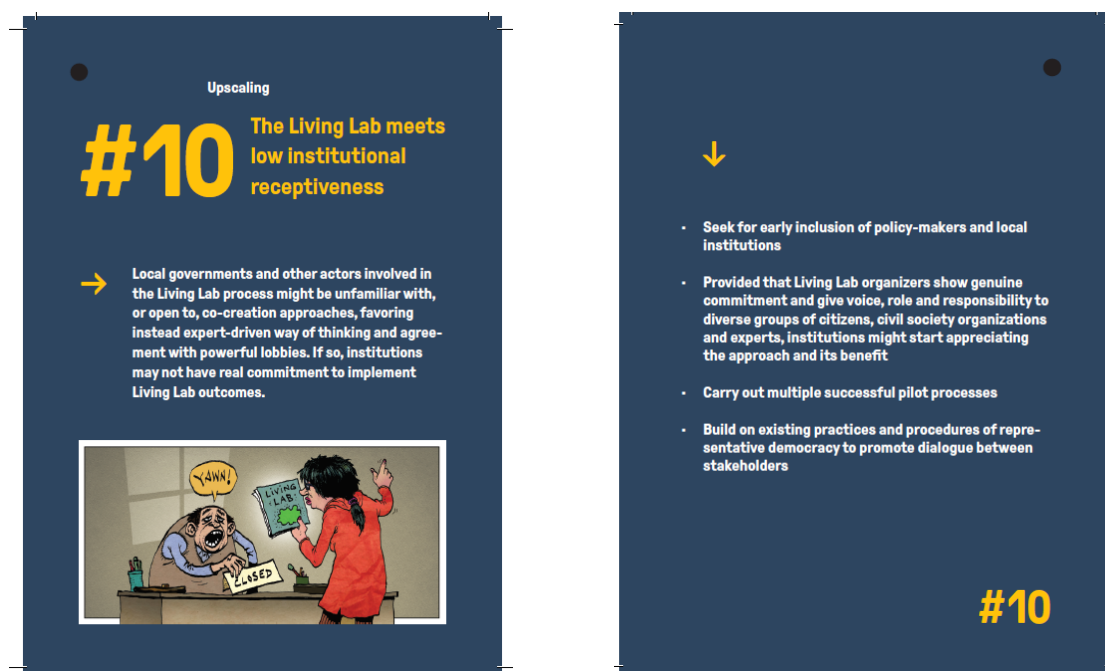 Upscaling
#10
The Living Lab meets
low institutional
receptiveness
→ Local governments and other actors involved in
the Living Lab process might be unfamiliar with,
or open to, co-creation approaches, favoring
instead expert-driven way of thinking and agree-
ment with powerful lobbies. If so, institutions
may not have real commitment to implement
Living Lab outcomes.
YAWN!
LIVING
LAB
CLOSED
↓
• Seek for early inclusion of policy-makers and local
institutions
• Provided that Living Lab organizers show genuine
commitment and give voice, role and responsibility to
diverse groups of citizens, civil society organizations
and experts, institutions might start appreciating
the approach and its benefit
• Carry out multiple successful pilot processes
• Build on existing practices and procedures of repre-
sentative democracy to promote dialogue between
stakeholders
#10